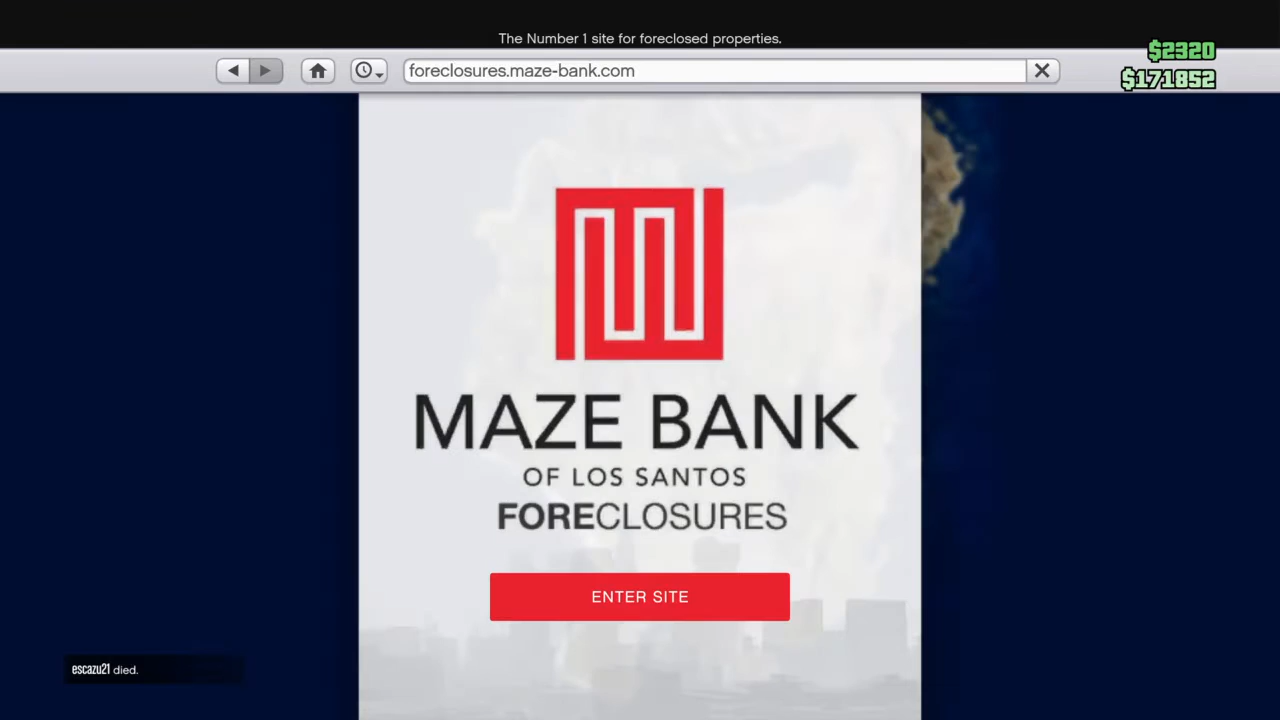 The Number 1 site for foreclosed properties.
$2320
foreclosures.maze-bank.com
$171852
MAZE BANK
OF LOS SANTOS
FORECLOSURES
ENTER SITE
escazu21 died.